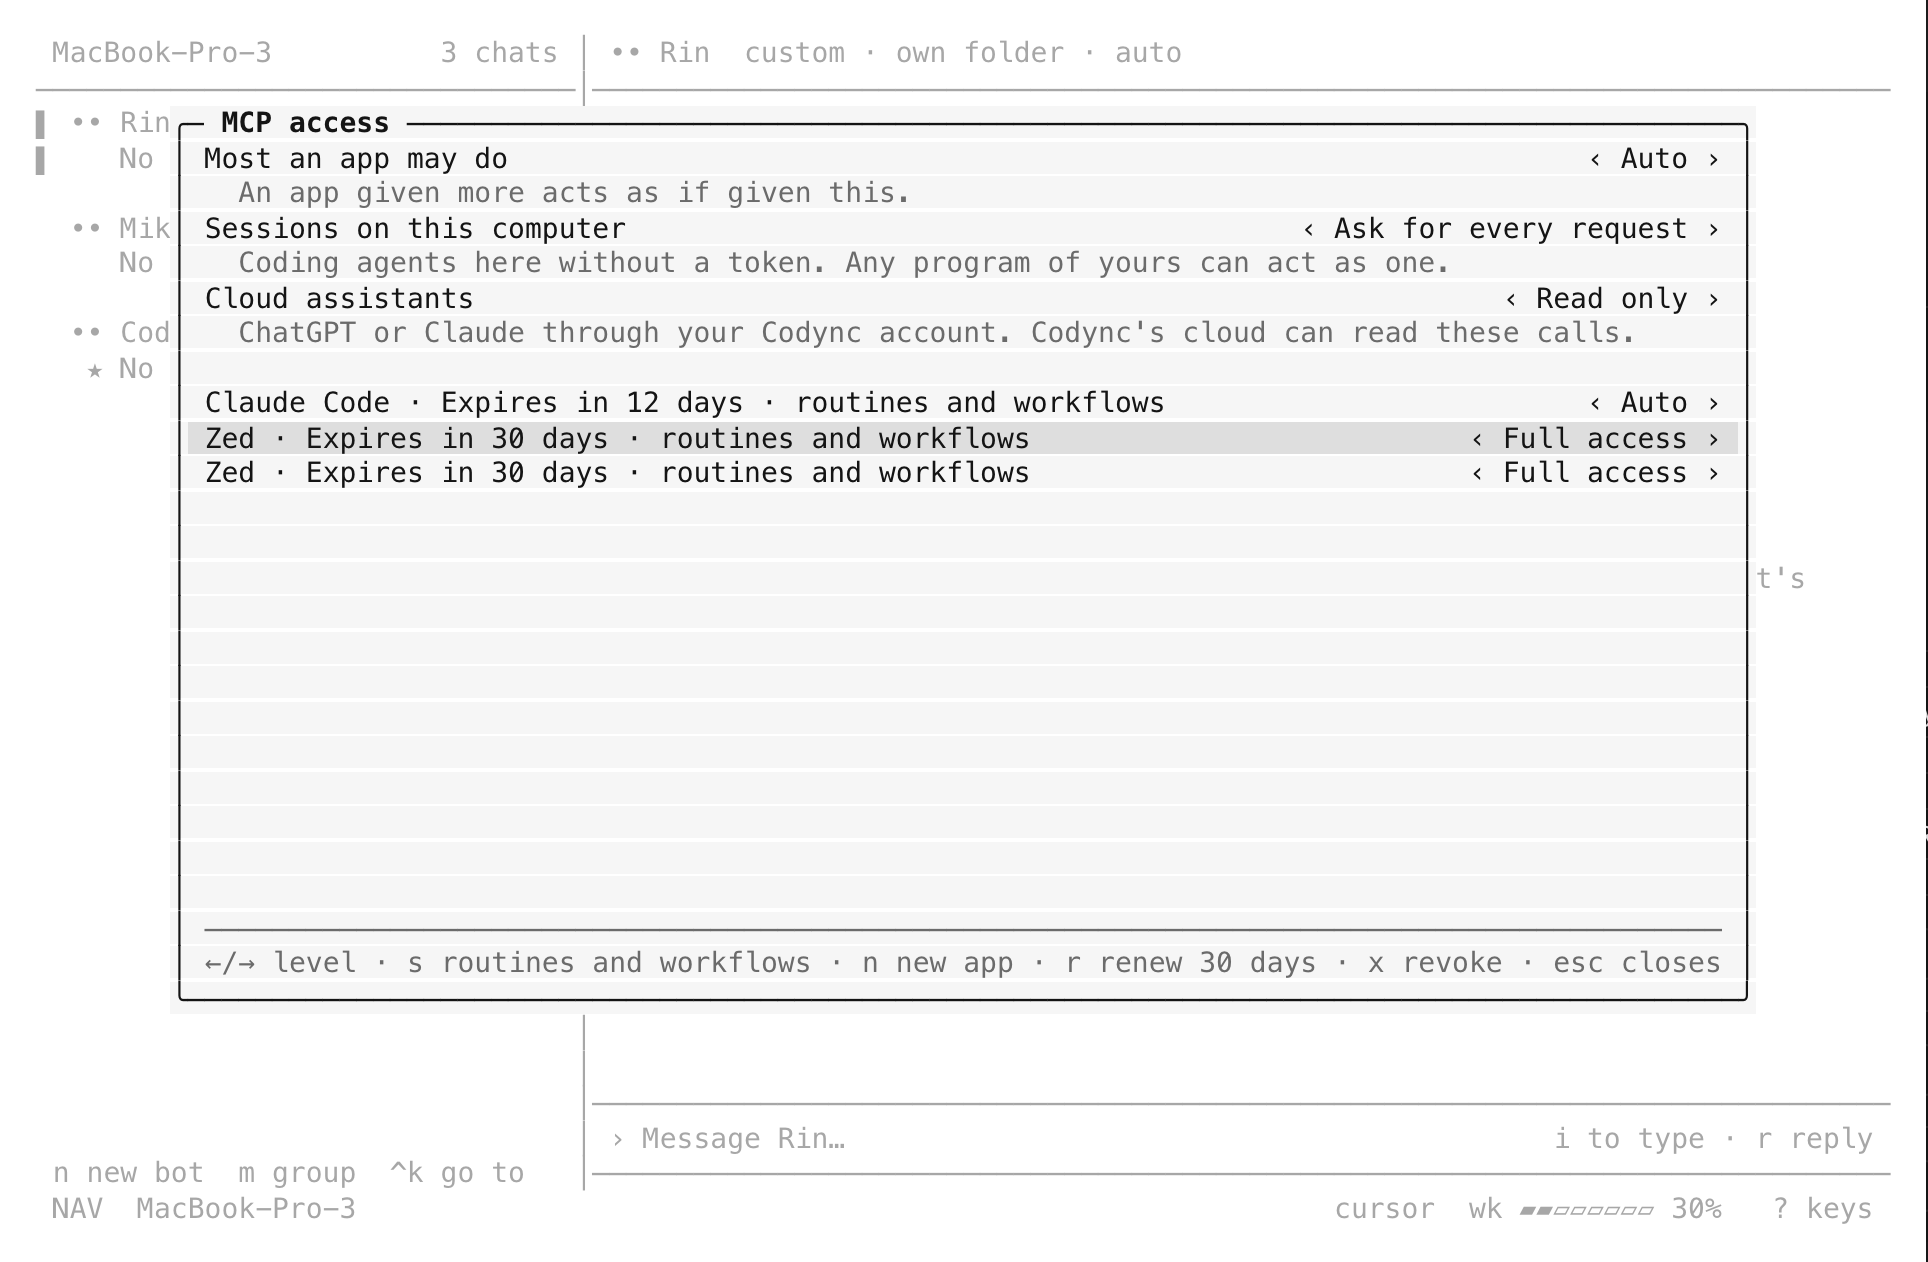 MacBook-Pro-3 3 chats •• Rin custom · own folder · auto
•• Rin MCP access
No Most an app may do ‹ Auto ›
An app given more acts as if given this.
•• Mik Sessions on this computer ‹ Ask for every request ›
No Coding agents here without a token. Any program of yours can act as one.
Cloud assistants ‹ Read only ›
•• Cod ChatGPT or Claude through your Codync account. Codync's cloud can read these calls.
★ No
Claude Code · Expires in 12 days · routines and workflows ‹ Auto ›
Zed · Expires in 30 days · routines and workflows ‹ Full access ›
Zed · Expires in 30 days · routines and workflows ‹ Full access ›
t's
←/→ level · s routines and workflows · n new app · r renew 30 days · x revoke · esc closes
› Message Rin… i to type · r reply
n new bot m group ^k go to
NAV MacBook-Pro-3 cursor wk ▰▰▱▱▱▱▱▱ 30% ? keys